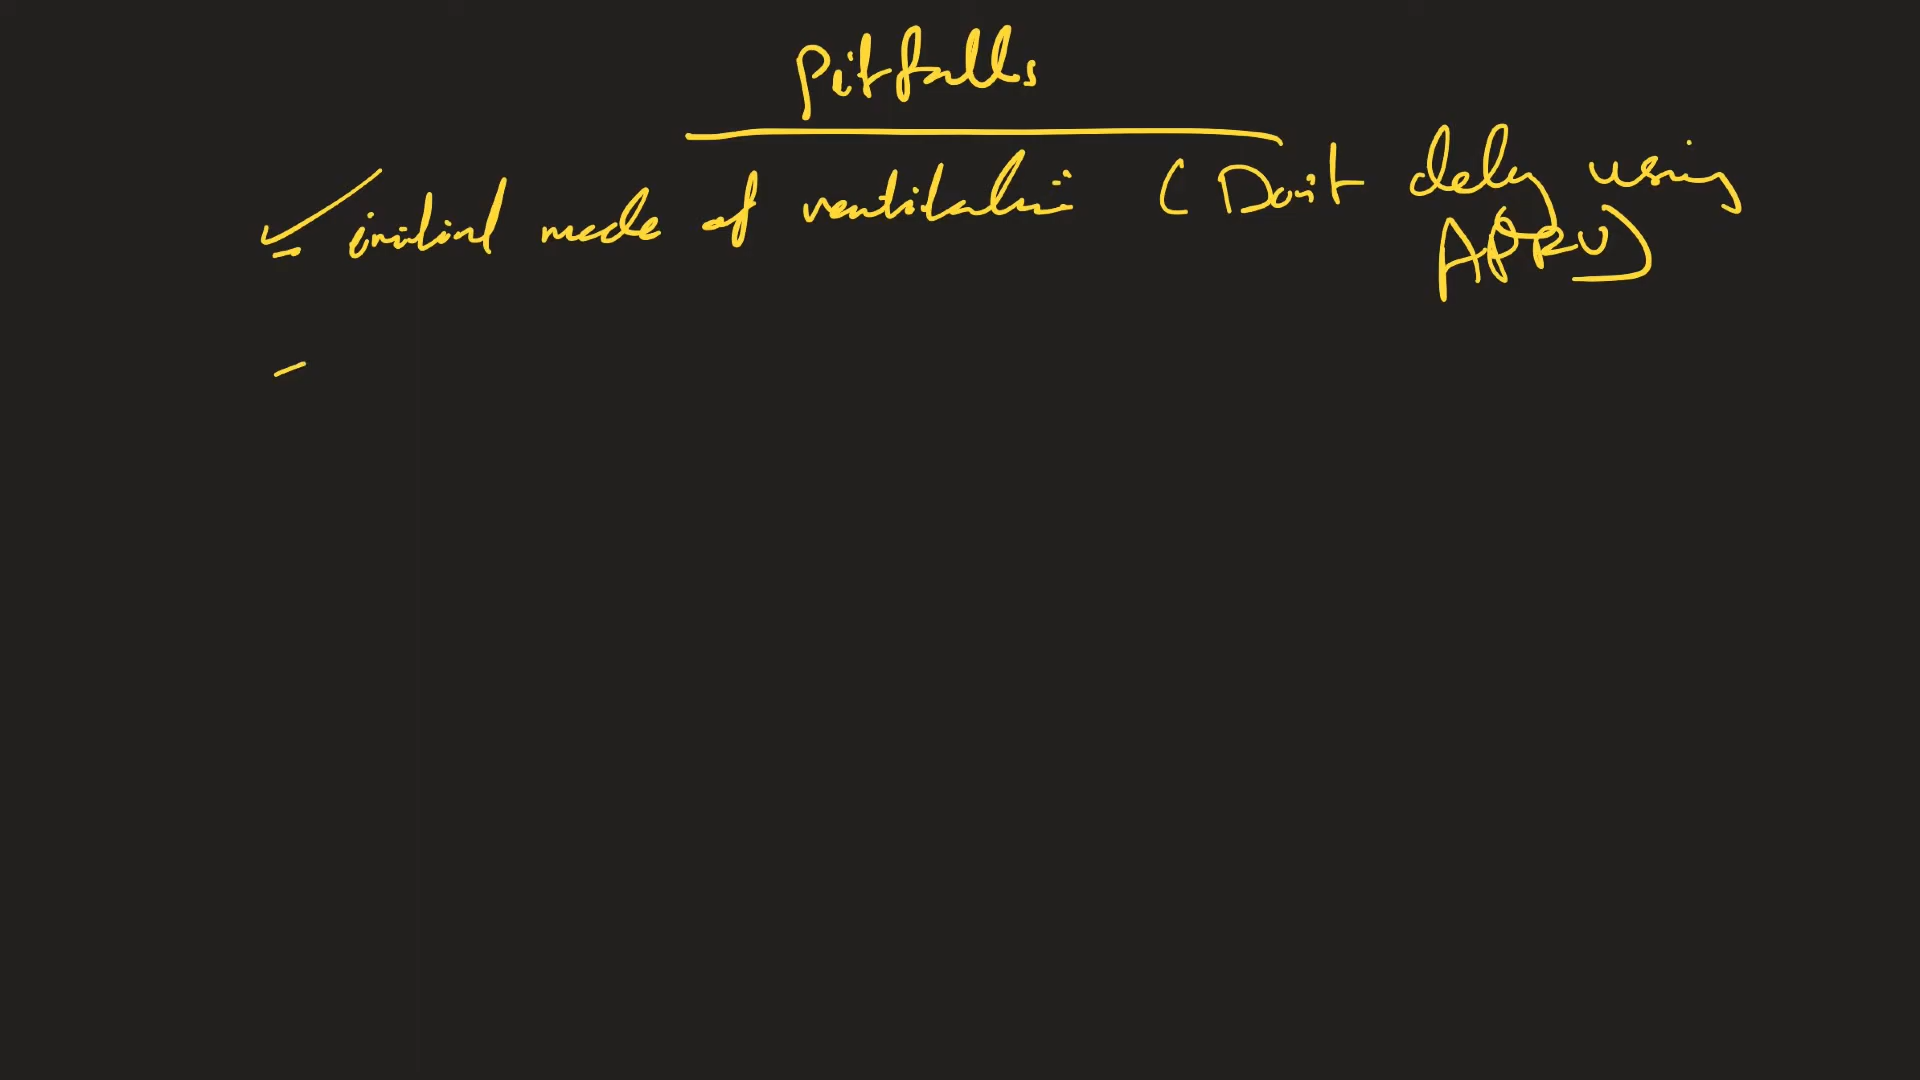 Pitfalls
- initial mode of ventilation (Don't delay using
APRV)
-